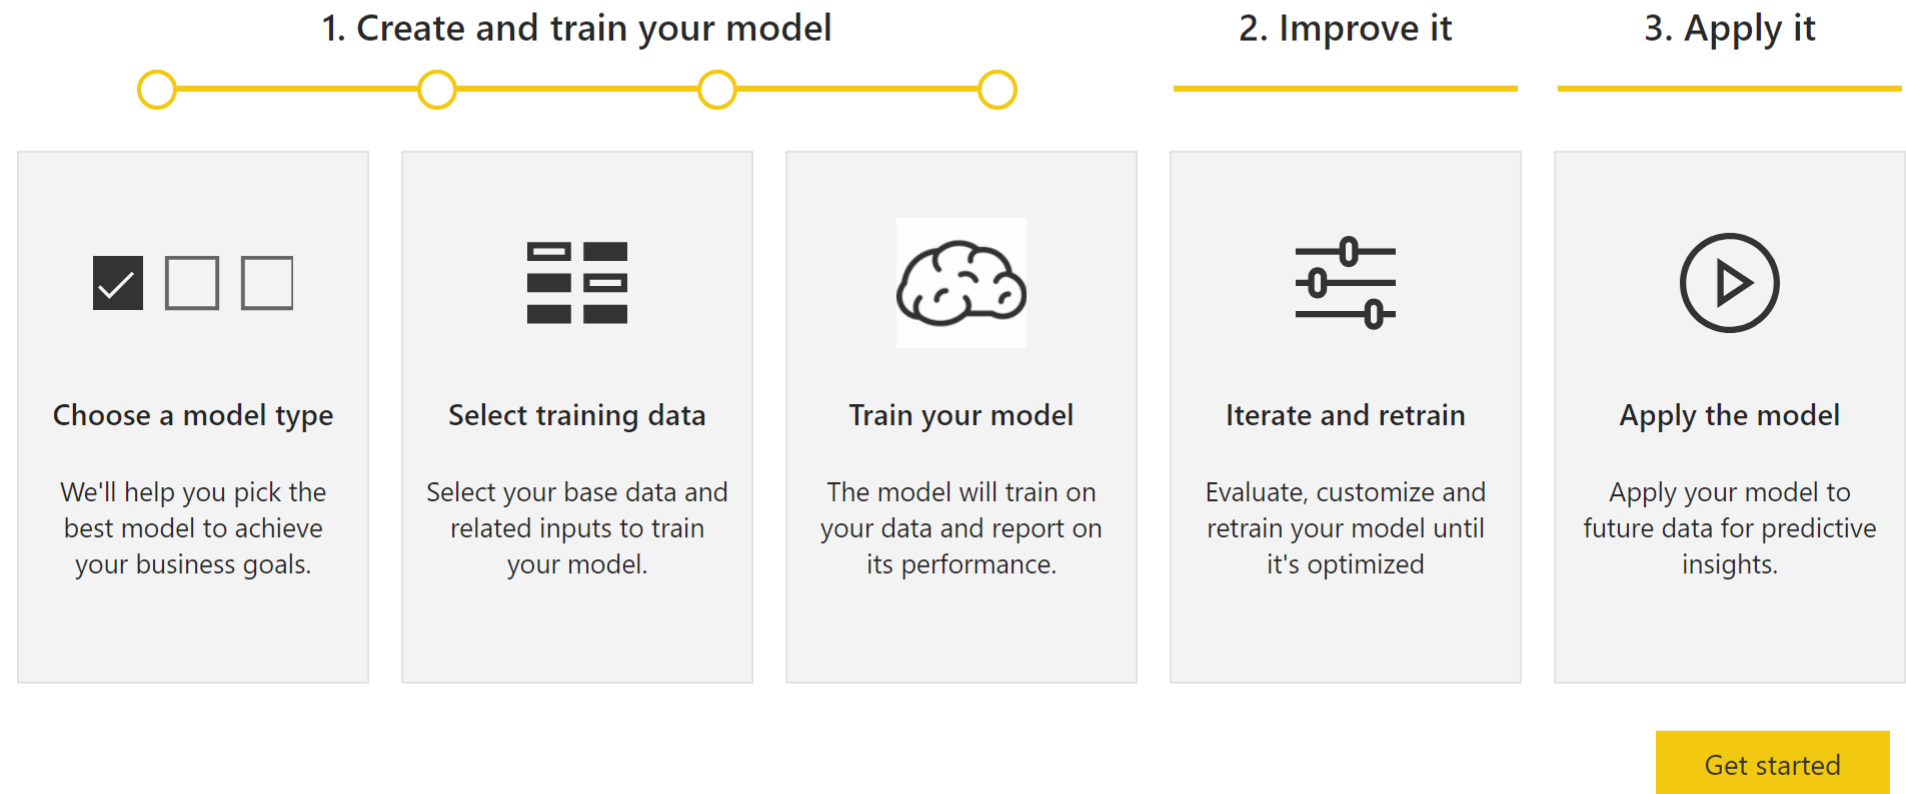 1. Create and train your model
2. Improve it
3. Apply it
Choose a model type
We'll help you pick the
best model to achieve
your business goals.
Select training data
Select your base data and
related inputs to train
your model.
Train your model
The model will train on
your data and report on
its performance.
Iterate and retrain
Evaluate, customize and
retrain your model until
it's optimized
Apply the model
Apply your model to
future data for predictive
insights.
Get started